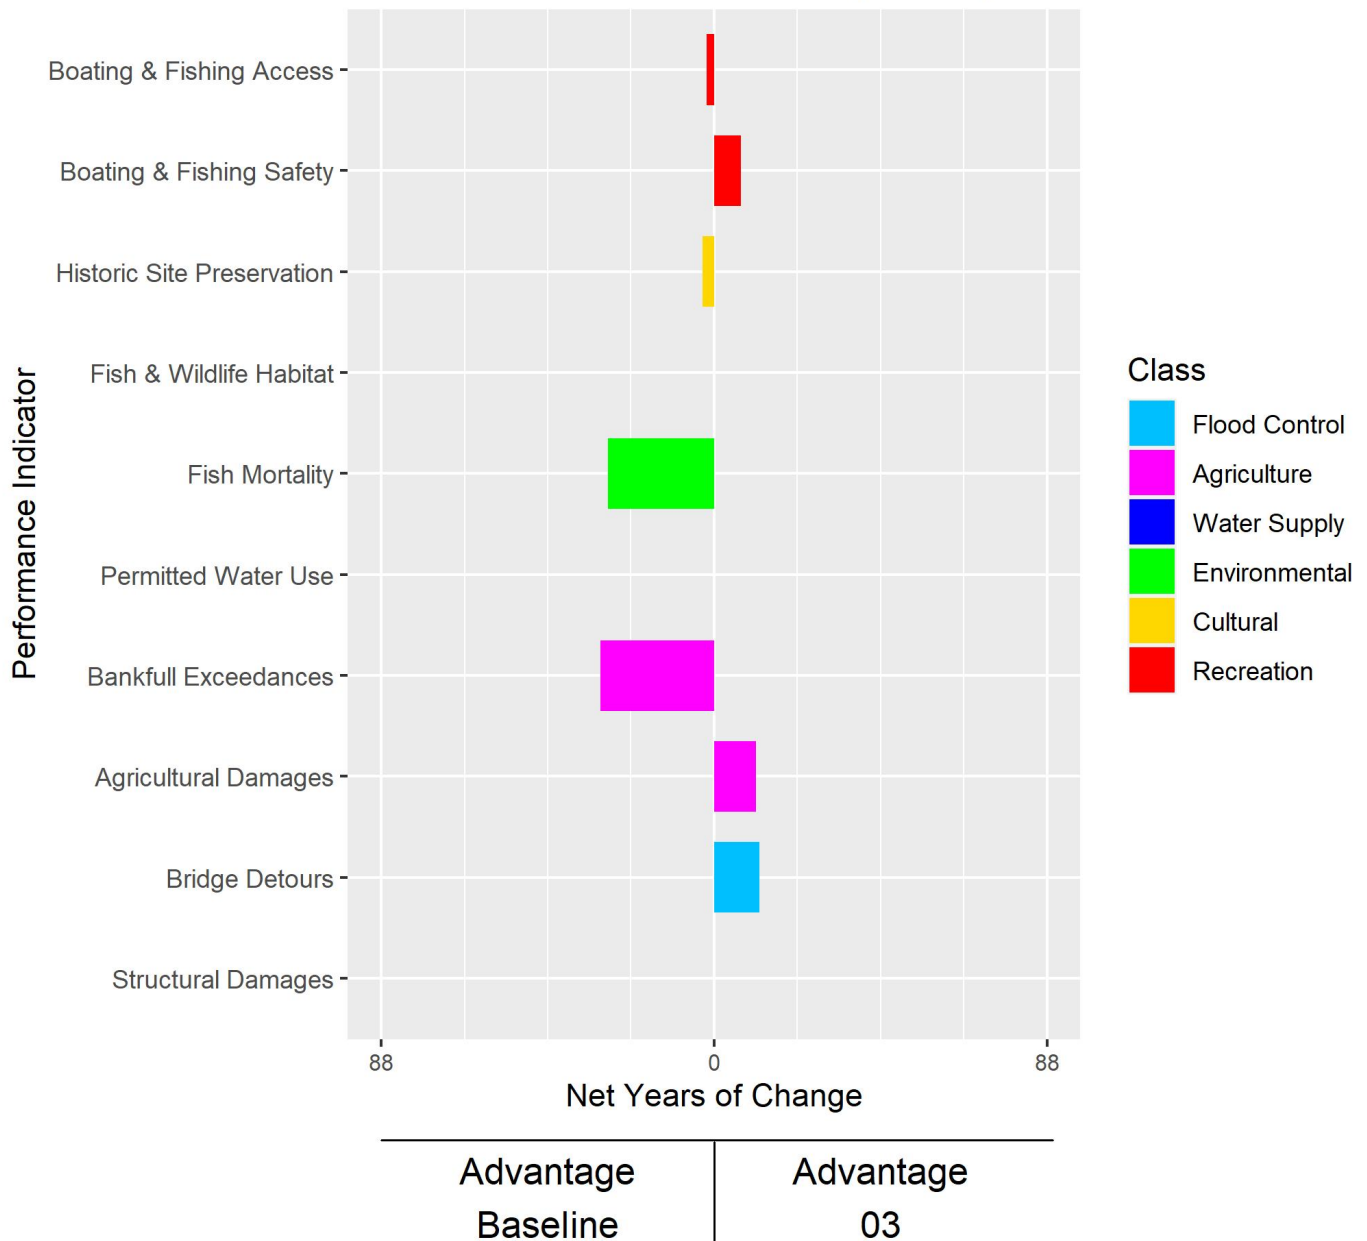 Boating & Fishing Access
Boating & Fishing Safety
Historic Site Preservation
Fish & Wildlife Habitat
Fish Mortality
Permitted Water Use
Bankfull Exceedances
Agricultural Damages
Bridge Detours
Structural Damages
Performance Indicator
88 0 88
Net Years of Change
Advantage Advantage
Baseline 03
Class
Flood Control
Agriculture
Water Supply
Environmental
Cultural
Recreation